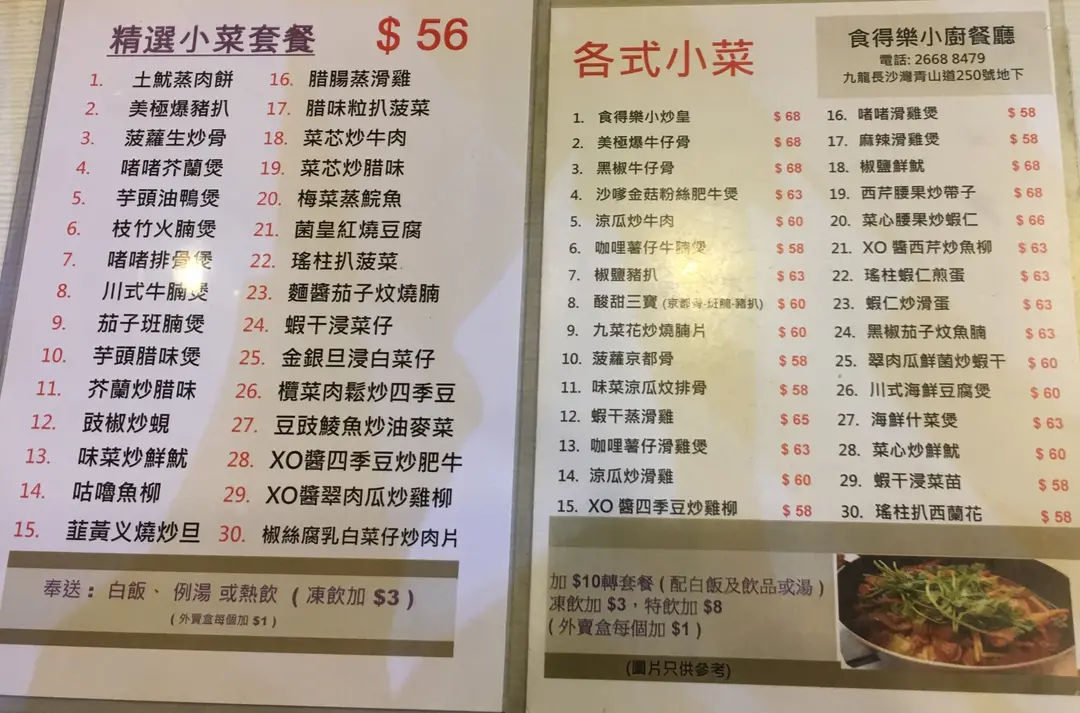 精選小菜套餐 $ 56
1. 土魷蒸肉餅
2. 美極爆豬扒
3. 菠蘿生炒骨
4. 啫啫芥蘭煲
5. 芋頭油鴨煲
6. 枝竹火腩煲
7. 啫啫排骨煲
8. 川式牛腩煲
9. 茄子班腩煲
10. 芋頭腊味煲
11. 芥蘭炒腊味
12. 豉椒炒蜆
13. 味菜炒鮮魷
14. 咕嚕魚柳
15. 韮黃义燒炒旦
16. 腊腸蒸滑雞
17. 腊味粒扒菠菜
18. 菜芯炒牛肉
19. 菜芯炒腊味
20. 梅菜蒸鯇魚
21. 菌皇紅燒豆腐
22. 瑤柱扒菠菜
23. 麵醬茄子炆燒腩
24. 蝦干浸菜仔
25. 金銀旦浸白菜仔
26. 欖菜肉鬆炒四季豆
27. 豆豉鯪魚炒油麥菜
28. XO醬四季豆炒肥牛
29. XO醬翠肉瓜炒雞柳
30. 椒絲腐乳白菜仔炒肉片
奉送： 白飯、 例湯 或熱飲 ( 凍飲加 $3 )
( 外賣盒每個加 $1 )
各式小菜
食得樂小廚餐廳
電話: 2668 8479
九龍長沙灣青山道250號地下
1. 食得樂小炒皇 $ 68
2. 美極爆牛仔骨 $ 68
3. 黑椒牛仔骨 $ 68
4. 沙嗲金菇粉絲肥牛煲 $ 63
5. 涼瓜炒牛肉 $ 60
6. 咖哩薯仔牛腩煲 $ 58
7. 椒鹽豬扒 $ 63
8. 酸甜三寶 (京都骨-班腩-豬扒) $ 60
9. 九菜花炒燒腩片 $ 60
10. 菠蘿京都骨 $ 58
11. 味菜涼瓜炆排骨 $ 58
12. 蝦干蒸滑雞 $ 65
13. 咖哩薯仔滑雞煲 $ 63
14. 涼瓜炒滑雞 $ 60
15. XO 醬四季豆炒雞柳 $ 58
16. 啫啫滑雞煲 $ 58
17. 麻辣滑雞煲 $ 58
18. 椒鹽鮮魷 $ 68
19. 西芹腰果炒帶子 $ 68
20. 菜心腰果炒蝦仁 $ 66
21. XO 醬西芹炒魚柳 $ 63
22. 瑤柱蝦仁煎蛋 $ 63
23. 蝦仁炒滑蛋 $ 63
24. 黑椒茄子炆魚腩 $ 63
25. 翠肉瓜鮮菌炒蝦干 $ 60
26. 川式海鮮豆腐煲 $ 60
27. 海鮮什菜煲 $ 63
28. 菜心炒鮮魷 $ 60
29. 蝦干浸菜苗 $ 58
30. 瑤柱扒西蘭花 $ 58
加 $10轉套餐 ( 配白飯及飲品或湯 )
凍飲加 $3，特飲加 $8
( 外賣盒每個加 $1 )
(圖片只供參考)